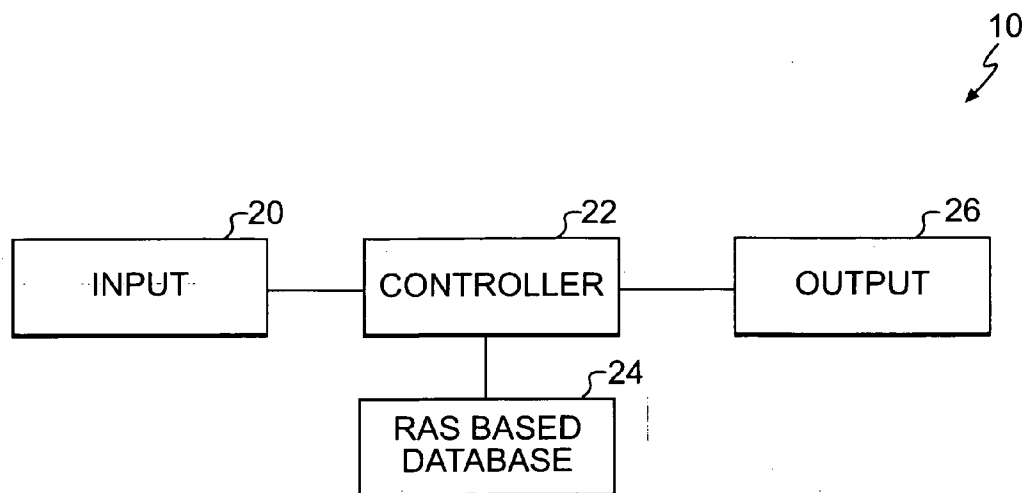 10
20
22
26
INPUT
CONTROLLER
OUTPUT
24
RAS BASED
DATABASE